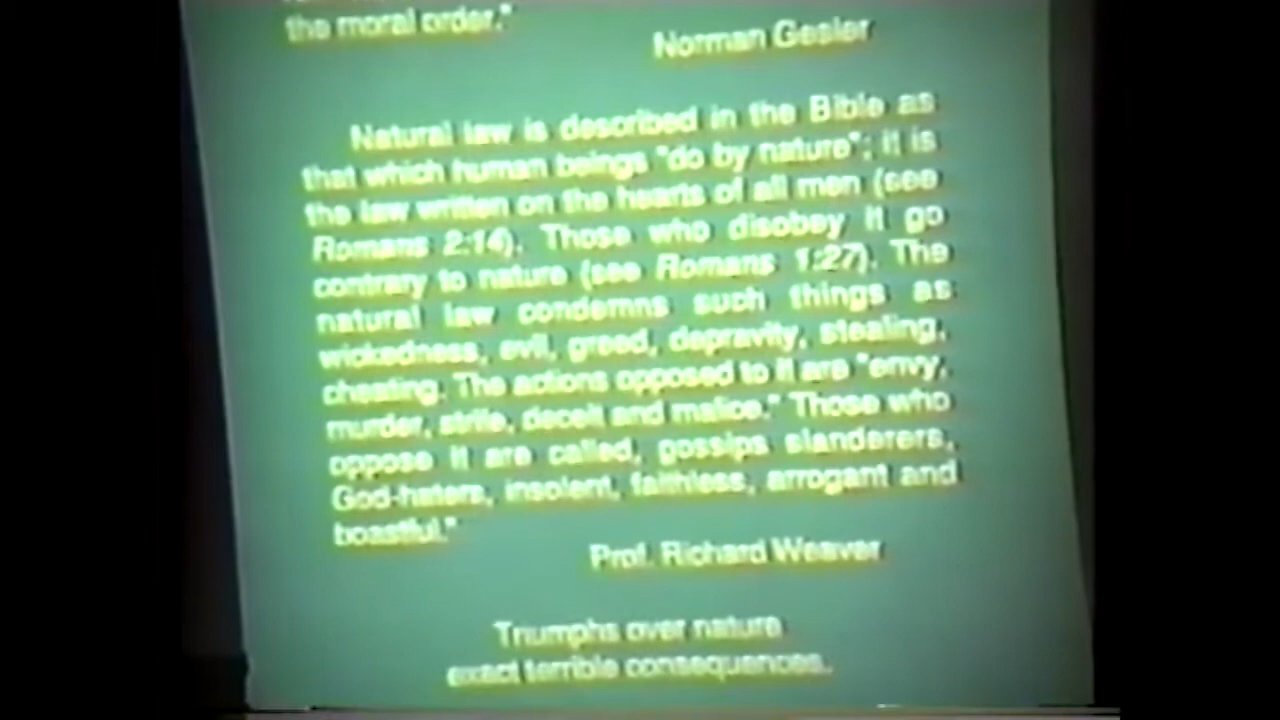 the moral order."
Norman Gesler
Natural law is described in the Bible as
that which human beings "do by nature"; it is
the law written on the hearts of all men (see
Romans 2:14). Those who disobey it go
contrary to nature (see Romans 1:27). The
natural law condemns such things as
wickedness, evil, greed, depravity, stealing,
cheating. The actions opposed to it are "envy,
murder, strife, deceit and malice." Those who
oppose it are called, gossips slanderers,
God-haters, insolent, faithless, arrogant and
boastful."
Prof. Richard Weaver
Triumphs over nature
exact terrible consequences.